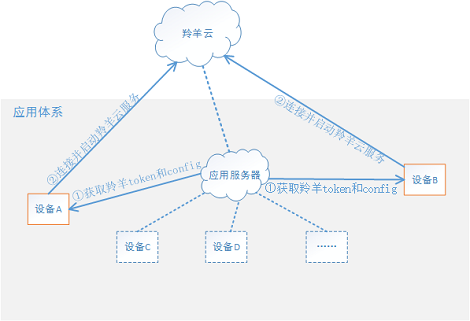 羚羊云
②连接并启动羚羊云服务
②连接并启动羚羊云服务
应用体系
①获取羚羊token和config
应用服务器
①获取羚羊token和config
设备A
设备B
设备C
设备D
……